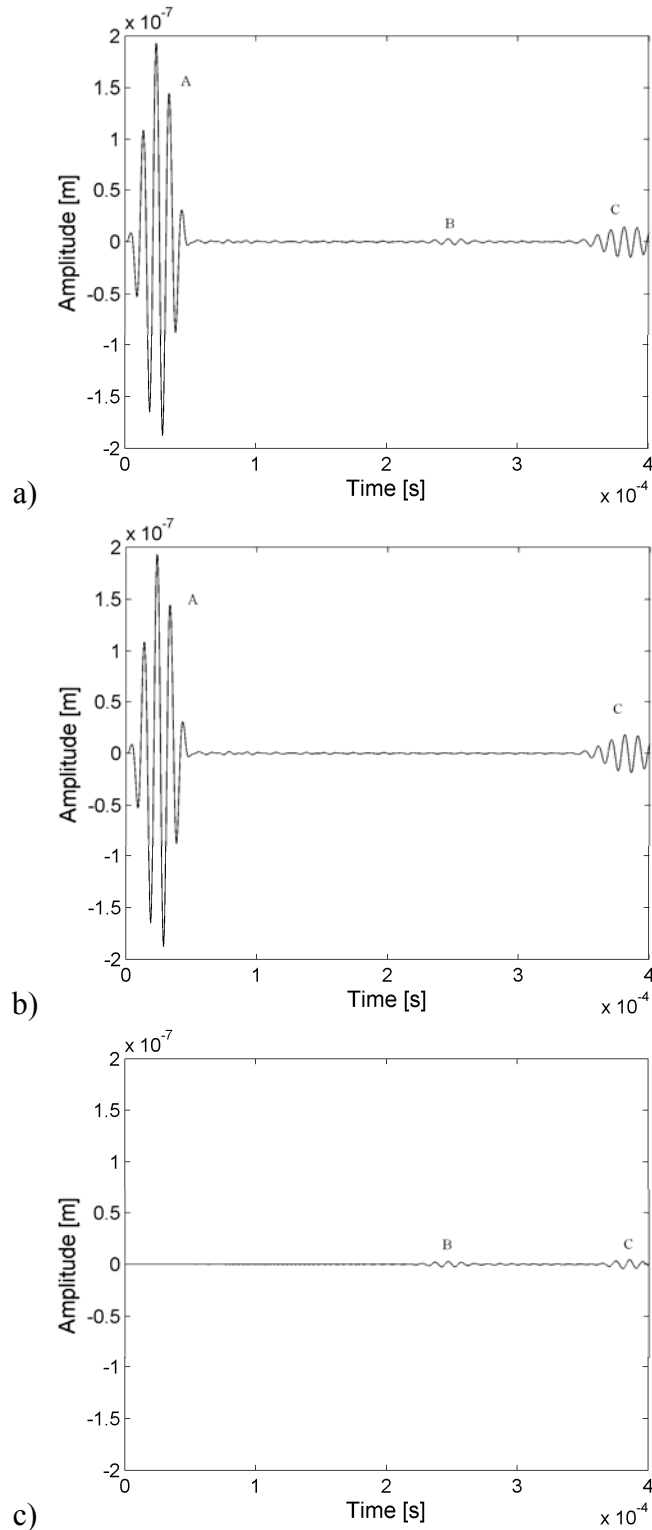 x 10⁻⁷
2
1.5
1
0.5
0
-0.5
-1
-1.5
-2
Amplitude [m]
A
B
C
0 1 2 3 4
Time [s]
x 10⁻⁴
a)
x 10⁻⁷
2
1.5
1
0.5
0
-0.5
-1
-1.5
-2
Amplitude [m]
A
C
0 1 2 3 4
Time [s]
x 10⁻⁴
b)
x 10⁻⁷
2
1.5
1
0.5
0
-0.5
-1
-1.5
-2
Amplitude [m]
B
C
0 1 2 3 4
Time [s]
x 10⁻⁴
c)